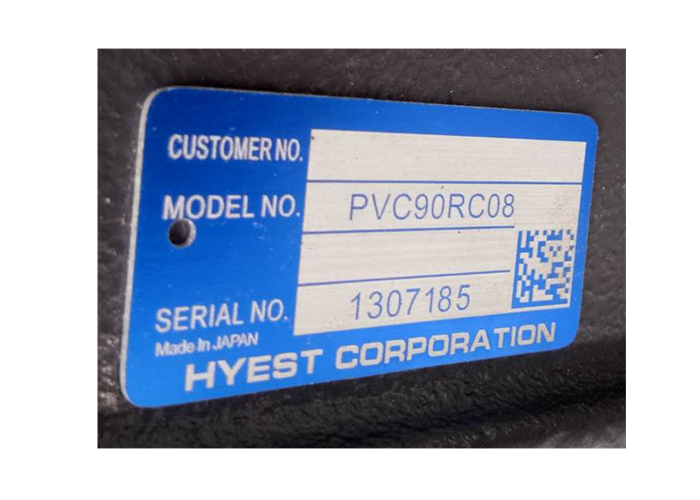 CUSTOMER NO.
MODEL NO. PVC90RC08
SERIAL NO. 1307185
Made In JAPAN
HYEST CORPORATION